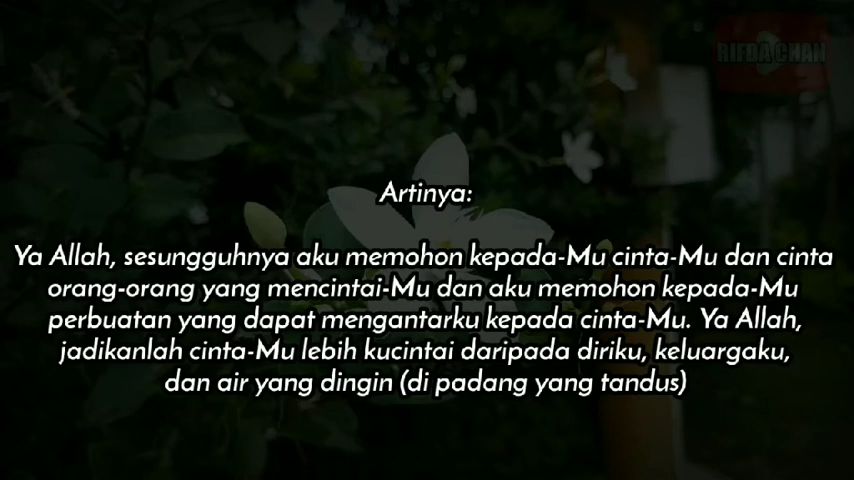 RIFDA CHAN
Artinya:
Ya Allah, sesungguhnya aku memohon kepada-Mu cinta-Mu dan cinta
orang-orang yang mencintai-Mu dan aku memohon kepada-Mu
perbuatan yang dapat mengantarku kepada cinta-Mu. Ya Allah,
jadikanlah cinta-Mu lebih kucintai daripada diriku, keluargaku,
dan air yang dingin (di padang yang tandus)